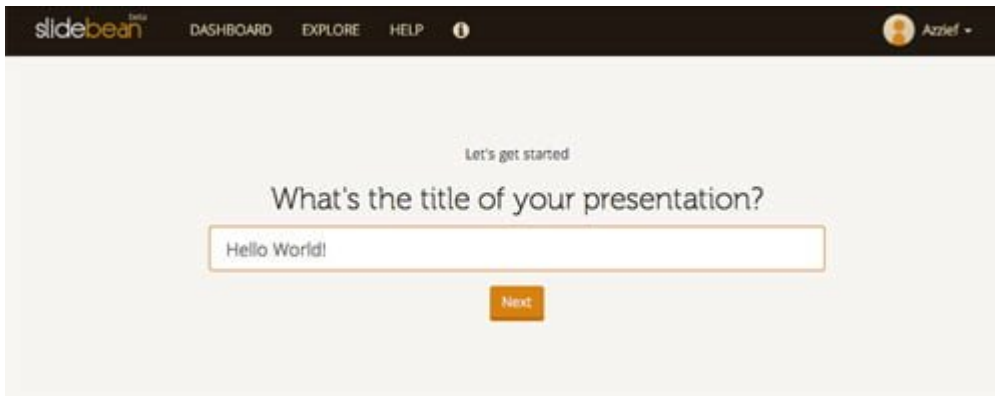 slidebean beta DASHBOARD EXPLORE HELP Azzief
Let's get started
What's the title of your presentation?
Hello World!
Next